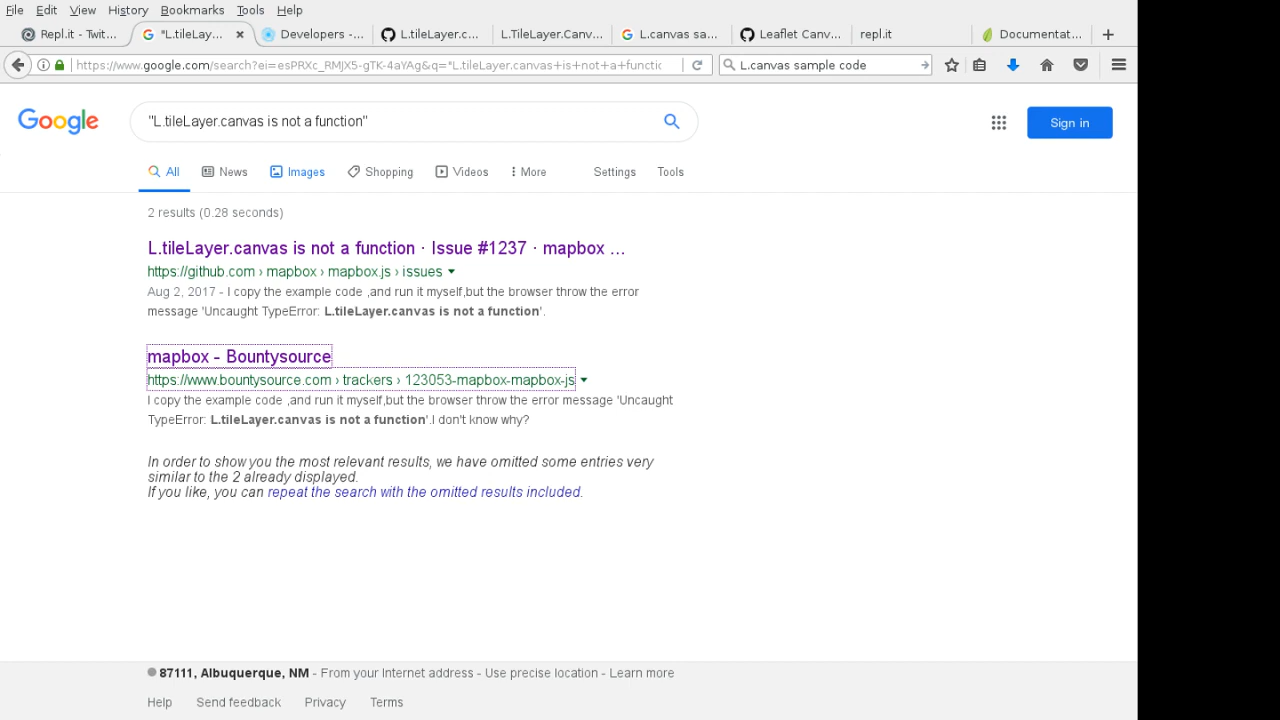 File Edit View History Bookmarks Tools Help
Repl.it - Twit... "L.tileLay... Developers -... L.tileLayer.c... L.TileLayer.Canv... L.canvas sa... Leaflet Canv... repl.it Documentat...
https://www.google.com/search?ei=esPRXc_RMJX5-gTK-4aYAg&q="L.tileLayer.canvas+is+not+a+functic L.canvas sample code
Google "L.tileLayer.canvas is not a function" Sign in
All News Images Shopping Videos More Settings Tools
2 results (0.28 seconds)
L.tileLayer.canvas is not a function · Issue #1237 · mapbox ...
https://github.com › mapbox › mapbox.js › issues
Aug 2, 2017 - I copy the example code ,and run it myself,but the browser throw the error
message 'Uncaught TypeError: L.tileLayer.canvas is not a function'.
mapbox - Bountysource
https://www.bountysource.com › trackers › 123053-mapbox-mapbox-js
I copy the example code ,and run it myself,but the browser throw the error message 'Uncaught
TypeError: L.tileLayer.canvas is not a function'.I don't know why?
In order to show you the most relevant results, we have omitted some entries very
similar to the 2 already displayed.
If you like, you can repeat the search with the omitted results included.
87111, Albuquerque, NM - From your Internet address - Use precise location - Learn more
Help Send feedback Privacy Terms